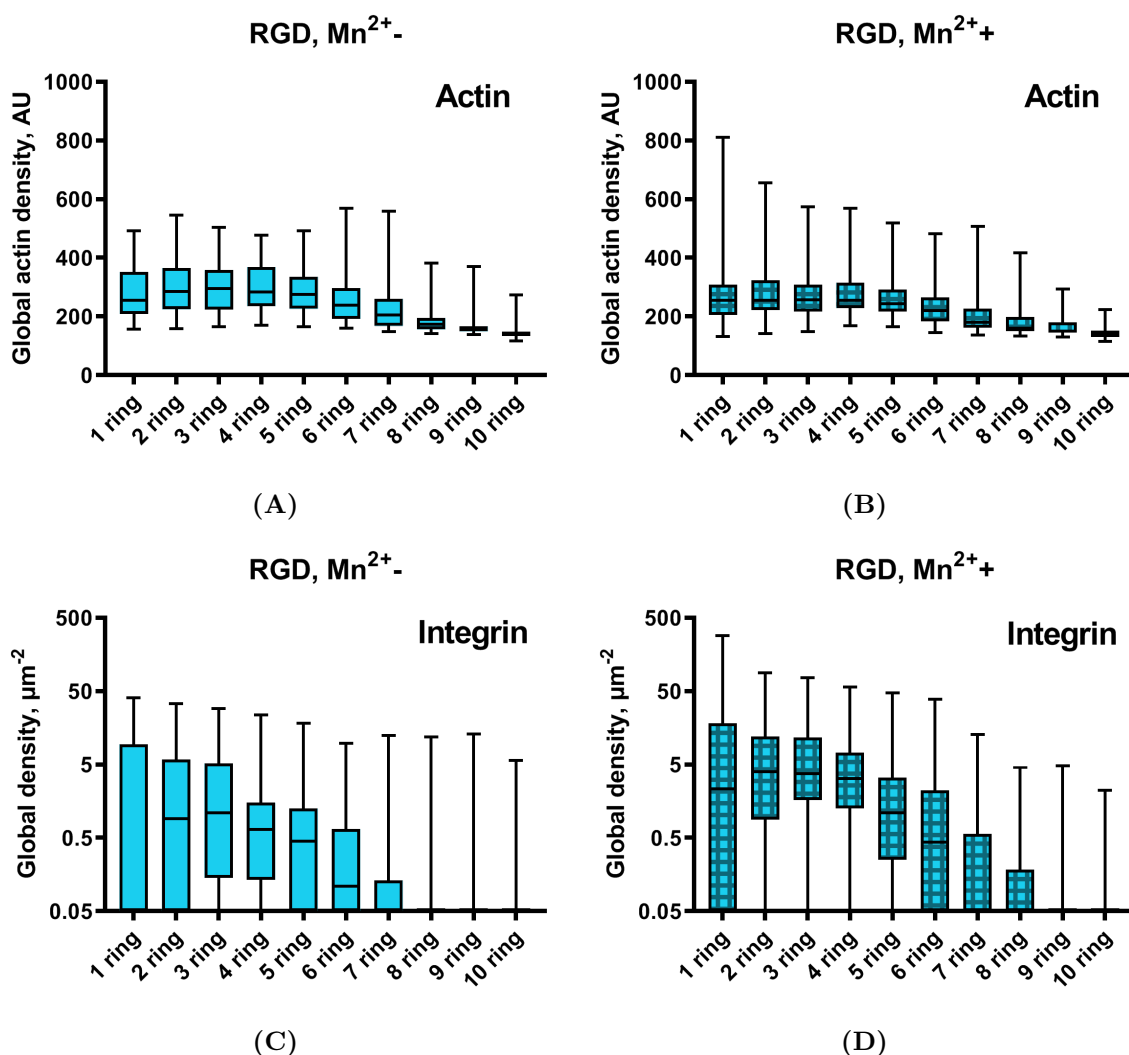 RGD, Mn²⁺-
Actin
Global actin density, AU
1000
800
600
400
200
0
1 ring
2 ring
3 ring
4 ring
5 ring
6 ring
7 ring
8 ring
9 ring
10 ring
(A)
RGD, Mn²⁺+
Actin
Global actin density, AU
1000
800
600
400
200
0
1 ring
2 ring
3 ring
4 ring
5 ring
6 ring
7 ring
8 ring
9 ring
10 ring
(B)
RGD, Mn²⁺-
Integrin
Global density, µm⁻²
500
50
5
0.5
0.05
1 ring
2 ring
3 ring
4 ring
5 ring
6 ring
7 ring
8 ring
9 ring
10 ring
(C)
RGD, Mn²⁺+
Integrin
Global density, µm⁻²
500
50
5
0.5
0.05
1 ring
2 ring
3 ring
4 ring
5 ring
6 ring
7 ring
8 ring
9 ring
10 ring
(D)